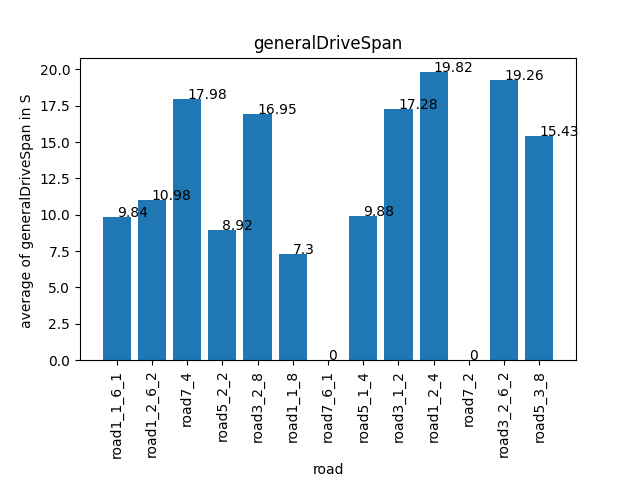 generalDriveSpan
average of generalDriveSpan in S
20.0
17.5
15.0
12.5
10.0
7.5
5.0
2.5
0.0
9.84
10.98
17.98
8.92
16.95
7.3
0
9.88
17.28
19.82
0
19.26
15.43
road1_1_6_1
road1_2_6_2
road7_4
road5_2_2
road3_2_8
road1_1_8
road7_6_1
road5_1_4
road3_1_2
road1_2_4
road7_2
road3_2_6_2
road5_3_8
road